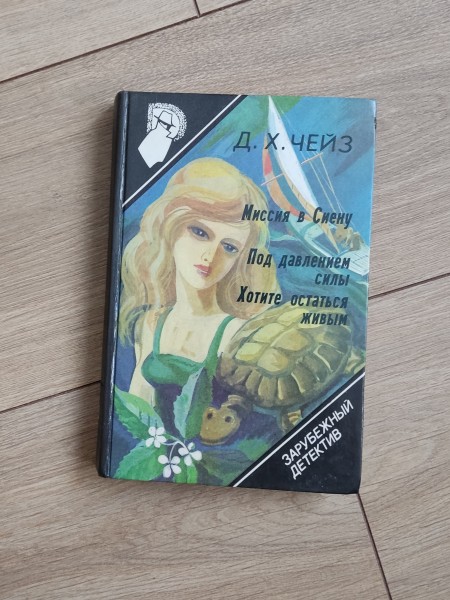 Д. Х. ЧЕЙЗ
Миссия в Сиену
Под давлением
силы
Хотите остаться
живым
ЗАРУБЕЖНЫЙ
ДЕТЕКТИВ